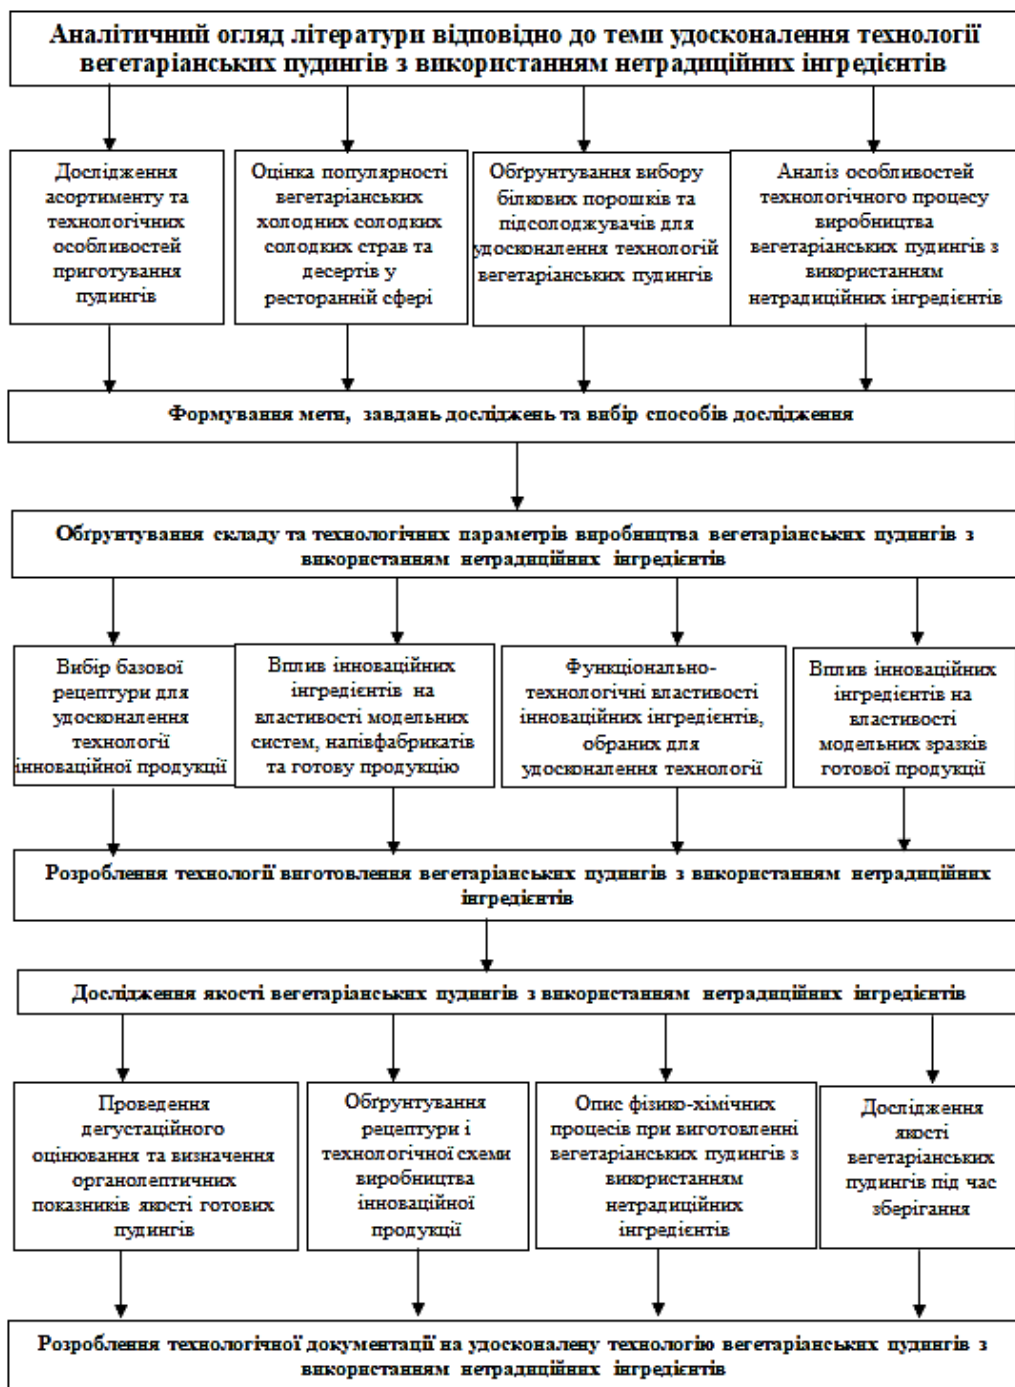 Аналітичний огляд літератури відповідно до теми удосконалення технології
вегетаріанських пудингів з використанням нетрадиційних інгредієнтів
Дослідження
асортименту та
технологічних
особливостей
приготування
пудингів
Оцінка популярності
вегетаріанських
холодних солодких
солодких страв та
десертів у
ресторанній сфері
Обґрунтування вибору
білкових порошків та
підсолоджувачів для
удосконалення технологій
вегетаріанських пудингів
Аналіз особливостей
технологічного процесу
виробництва
вегетаріанських пудингів з
використанням
нетрадиційних інгредієнтів
Формування мети, завдань досліджень та вибір способів дослідження
Обґрунтування складу та технологічних параметрів виробництва вегетаріанських пудингів з
використанням нетрадиційних інгредієнтів
Вибір базової
рецептури для
удосконалення
технології
інноваційної продукції
Вплив інноваційних
інгредієнтів на
властивості модельних
систем, напівфабрикатів
та готову продукцію
Функціонально-
технологічні властивості
інноваційних інгредієнтів,
обраних для
удосконалення технології
Вплив інноваційних
інгредієнтів на
властивості
модельних зразків
готової продукції
Розроблення технології виготовлення вегетаріанських пудингів з використанням нетрадиційних
інгредієнтів
Дослідження якості вегетаріанських пудингів з використанням нетрадиційних інгредієнтів
Проведення
дегустаційного
оцінювання та визначення
органолептичних
показників якості готових
пудингів
Обґрунтування
рецептури і
технологічної схеми
виробництва
інноваційної
продукції
Опис фізико-хімічних
процесів при виготовленні
вегетаріанських пудингів з
використанням
нетрадиційних
інгредієнтів
Дослідження
якості
вегетаріанських
пудингів під час
зберігання
Розроблення технологічної документації на удосконалену технологію вегетаріанських пудингів з
використанням нетрадиційних інгредієнтів